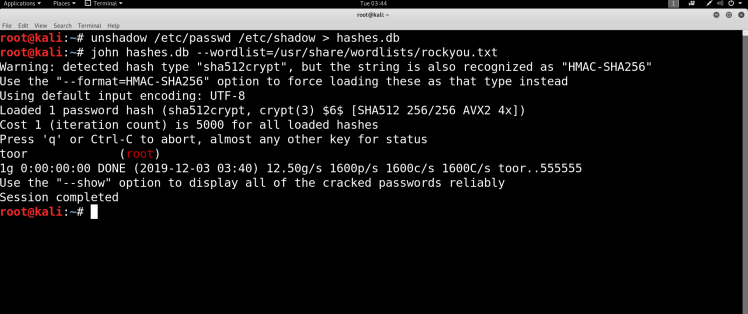 Applications Places Terminal Tue 03:44 1
root@kali: ~
File Edit View Search Terminal Help
root@kali:~# unshadow /etc/passwd /etc/shadow > hashes.db
root@kali:~# john hashes.db --wordlist=/usr/share/wordlists/rockyou.txt
Warning: detected hash type "sha512crypt", but the string is also recognized as "HMAC-SHA256"
Use the "--format=HMAC-SHA256" option to force loading these as that type instead
Using default input encoding: UTF-8
Loaded 1 password hash (sha512crypt, crypt(3) $6$ [SHA512 256/256 AVX2 4x])
Cost 1 (iteration count) is 5000 for all loaded hashes
Press 'q' or Ctrl-C to abort, almost any other key for status
toor (root)
1g 0:00:00:00 DONE (2019-12-03 03:40) 12.50g/s 1600p/s 1600c/s 1600C/s toor..555555
Use the "--show" option to display all of the cracked passwords reliably
Session completed
root@kali:~#